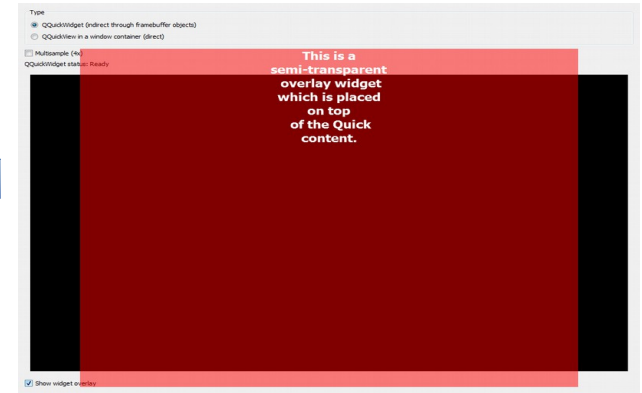 Type
QQuickWidget (indirect through framebuffer objects)
QQuickView in a window container (direct)
Multisample (4x)
QQuickWidget status: Ready
This is a
semi-transparent
overlay widget
which is placed
on top
of the Quick
content.
Show widget overlay